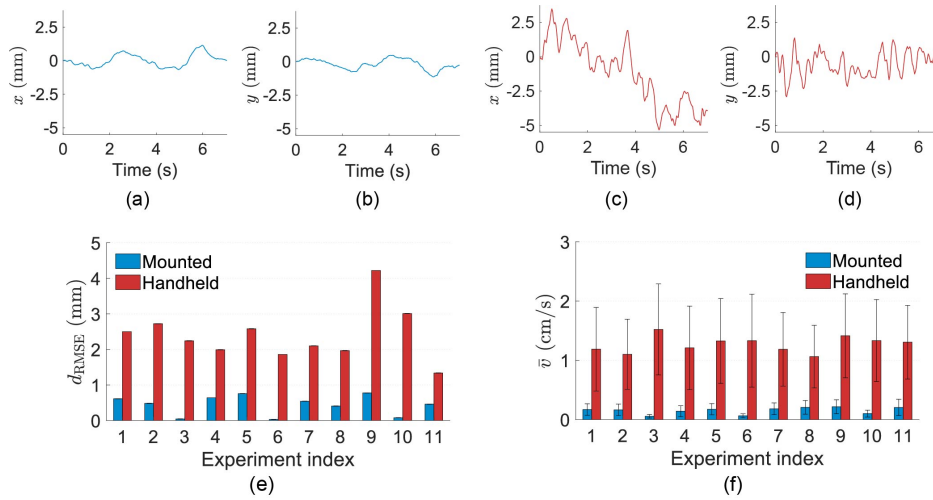 2.5
0
-2.5
-5
x (mm)
0 2 4 6
Time (s)
(a)
2.5
0
-2.5
-5
y (mm)
0 2 4 6
Time (s)
(b)
2.5
0
-2.5
-5
x (mm)
0 2 4 6
Time (s)
(c)
2.5
0
-2.5
-5
y (mm)
0 2 4 6
Time (s)
(d)
5
4
3
2
1
0
d_RMSE (mm)
Mounted
Handheld
1 2 3 4 5 6 7 8 9 10 11
Experiment index
(e)
3
2
1
0
v̄ (cm/s)
Mounted
Handheld
1 2 3 4 5 6 7 8 9 10 11
Experiment index
(f)